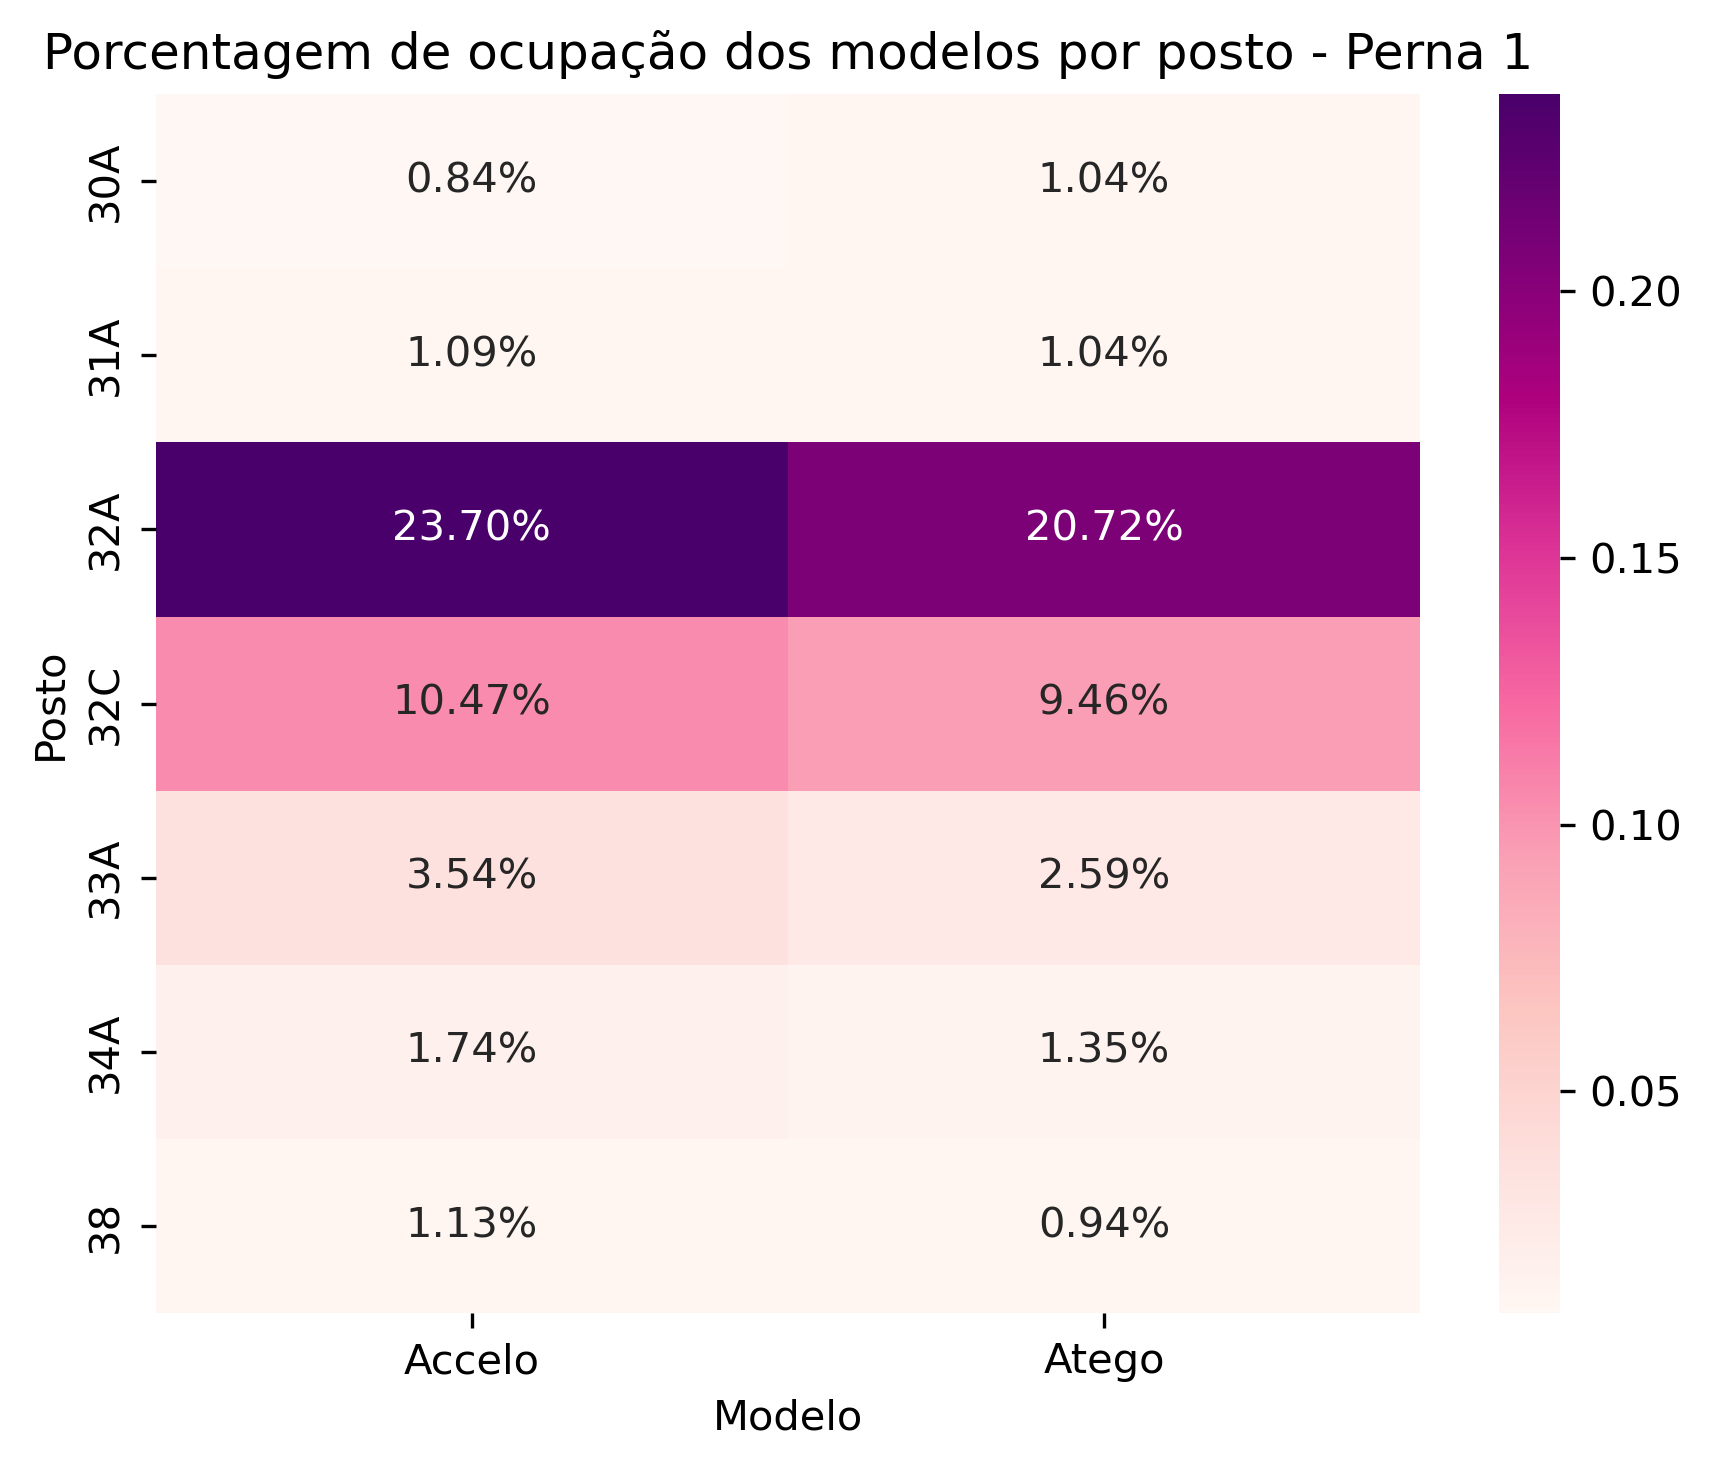 Porcentagem de ocupação dos modelos por posto - Perna 1
Posto
30A
0.84%
1.04%
31A
1.09%
1.04%
32A
23.70%
20.72%
32C
10.47%
9.46%
33A
3.54%
2.59%
34A
1.74%
1.35%
38
1.13%
0.94%
Accelo
Atego
Modelo
0.20
0.15
0.10
0.05